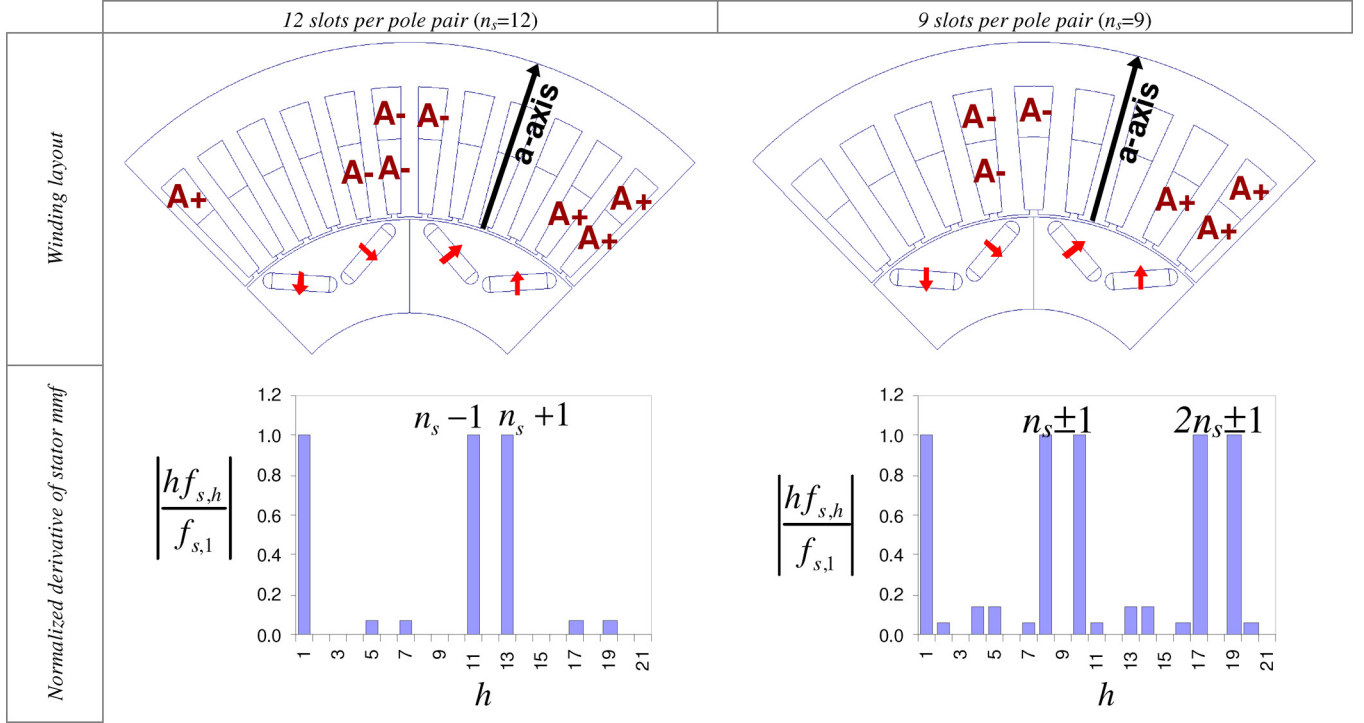 12 slots per pole pair (nₛ=12)
9 slots per pole pair (nₛ=9)
Winding layout
A+
A-
A-
A-
A-
a-axis
A+
A+
A+
A-
A-
A-
a-axis
A+
A+
A+
Normalized derivative of stator mmf
|h fₛ,ₕ / fₛ,₁|
1.2
1.0
0.8
0.6
0.4
0.2
0.0
nₛ −1 nₛ +1
1 3 5 7 9 11 13 15 17 19 21
h
|h fₛ,ₕ / fₛ,₁|
1.2
1.0
0.8
0.6
0.4
0.2
0.0
nₛ±1 2nₛ±1
1 3 5 7 9 11 13 15 17 19 21
h